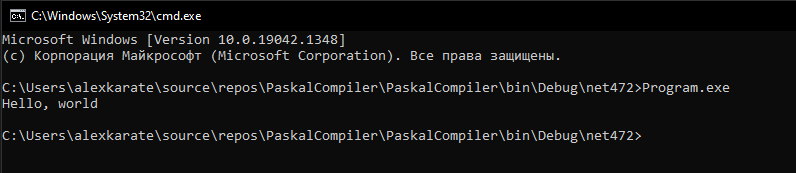 C:\Windows\System32\cmd.exe
Microsoft Windows [Version 10.0.19042.1348]
(c) Корпорация Майкрософт (Microsoft Corporation). Все права защищены.
C:\Users\alexkarate\source\repos\PaskalCompiler\PaskalCompiler\bin\Debug\net472>Program.exe
Hello, world
C:\Users\alexkarate\source\repos\PaskalCompiler\PaskalCompiler\bin\Debug\net472>